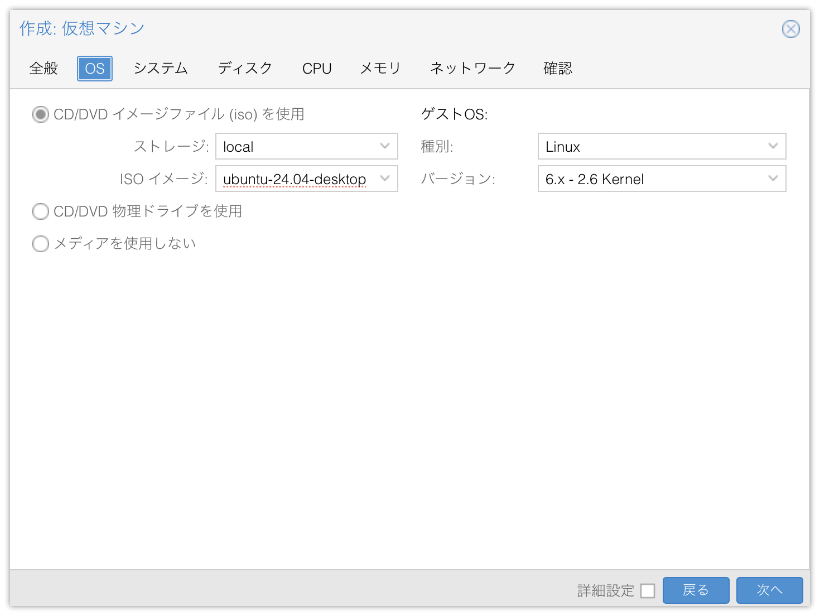 作成: 仮想マシン
全般 OS システム ディスク CPU メモリ ネットワーク 確認
CD/DVD イメージファイル (iso) を使用
ストレージ: local
ISO イメージ: ubuntu-24.04-desktop
CD/DVD 物理ドライブを使用
メディアを使用しない
ゲストOS:
種別: Linux
バージョン: 6.x - 2.6 Kernel
詳細設定 戻る 次へ